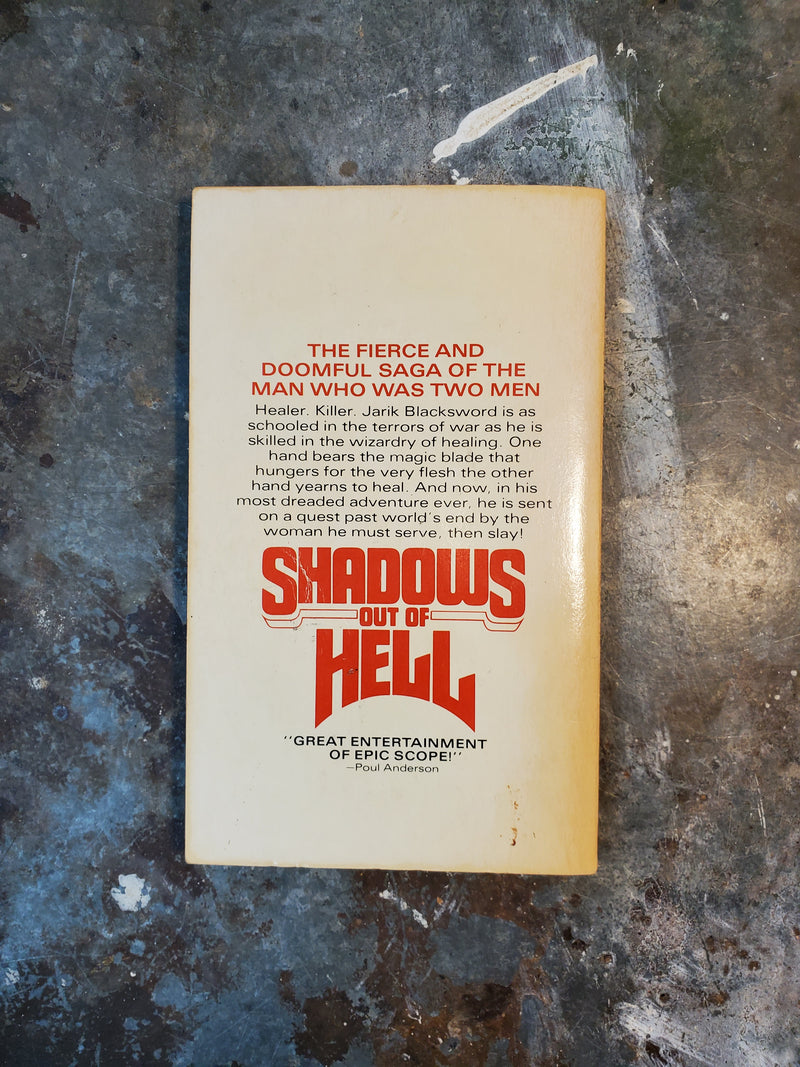 THE FIERCE AND
DOOMFUL SAGA OF THE
MAN WHO WAS TWO MEN
Healer. Killer. Jarik Blacksword is as
schooled in the terrors of war as he is
skilled in the wizardry of healing. One
hand bears the magic blade that
hungers for the very flesh the other
hand yearns to heal. And now, in his
most dreaded adventure ever, he is sent
on a quest past world's end by the
woman he must serve, then slay!
SHADOWS
OUT OF
HELL
"GREAT ENTERTAINMENT
OF EPIC SCOPE!"
—Poul Anderson